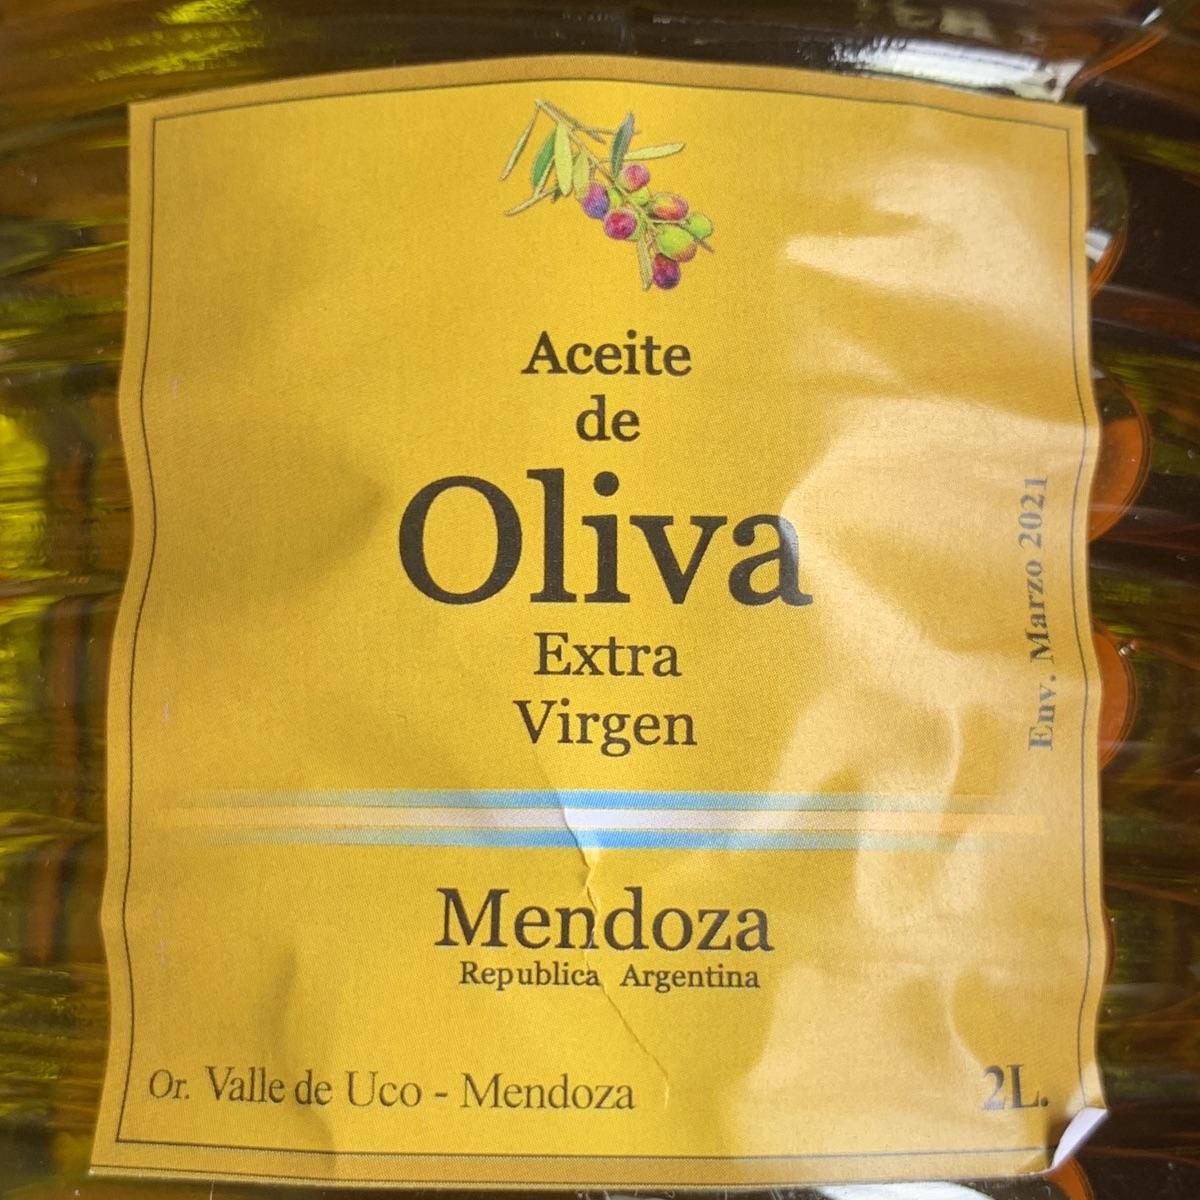 Aceite
de
Oliva
Extra
Virgen
Env. Marzo 2021
Mendoza
Republica Argentina
Or. Valle de Uco - Mendoza
2L.